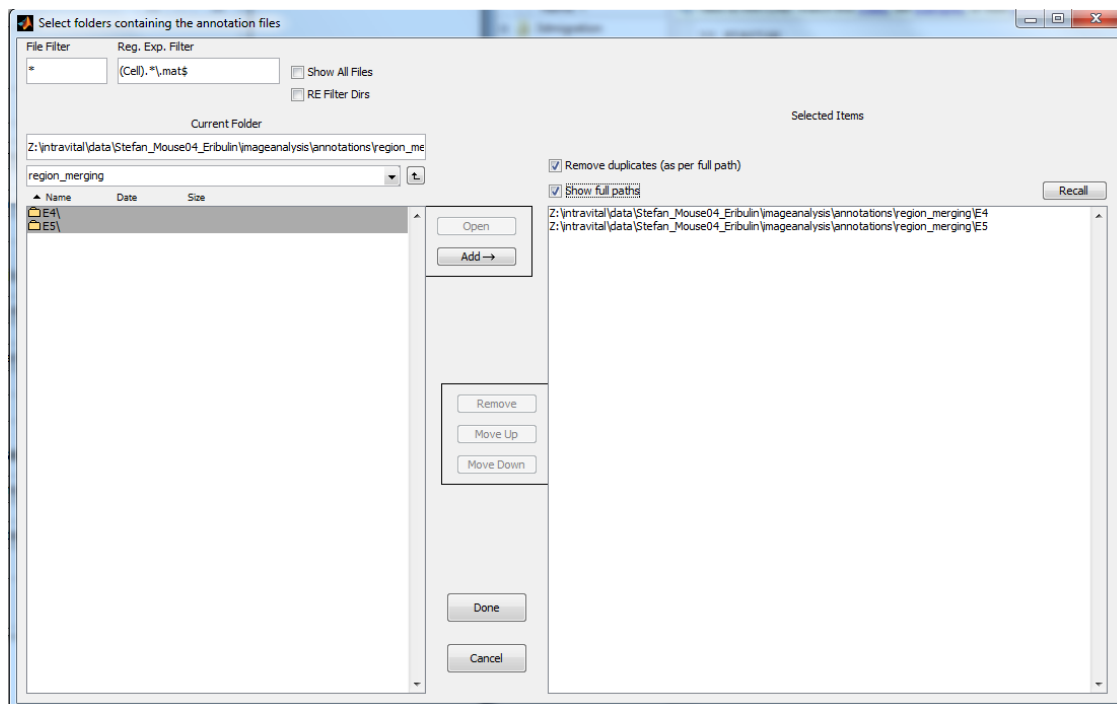 Select folders containing the annotation files
File Filter Reg. Exp. Filter
* (Cell).*\.mat$
Show All Files
RE Filter Dirs
Current Folder
Z:\intravital\data\Stefan_Mouse04_Eribulin\imageanalysis\annotations\region_me
region_merging
Name Date Size
E4\
E5\
Open
Add→
Remove
Move Up
Move Down
Done
Cancel
Selected Items
Remove duplicates (as per full path)
Show full paths
Recall
Z:\intravital\data\Stefan_Mouse04_Eribulin\imageanalysis\annotations\region_merging\E4
Z:\intravital\data\Stefan_Mouse04_Eribulin\imageanalysis\annotations\region_merging\E5